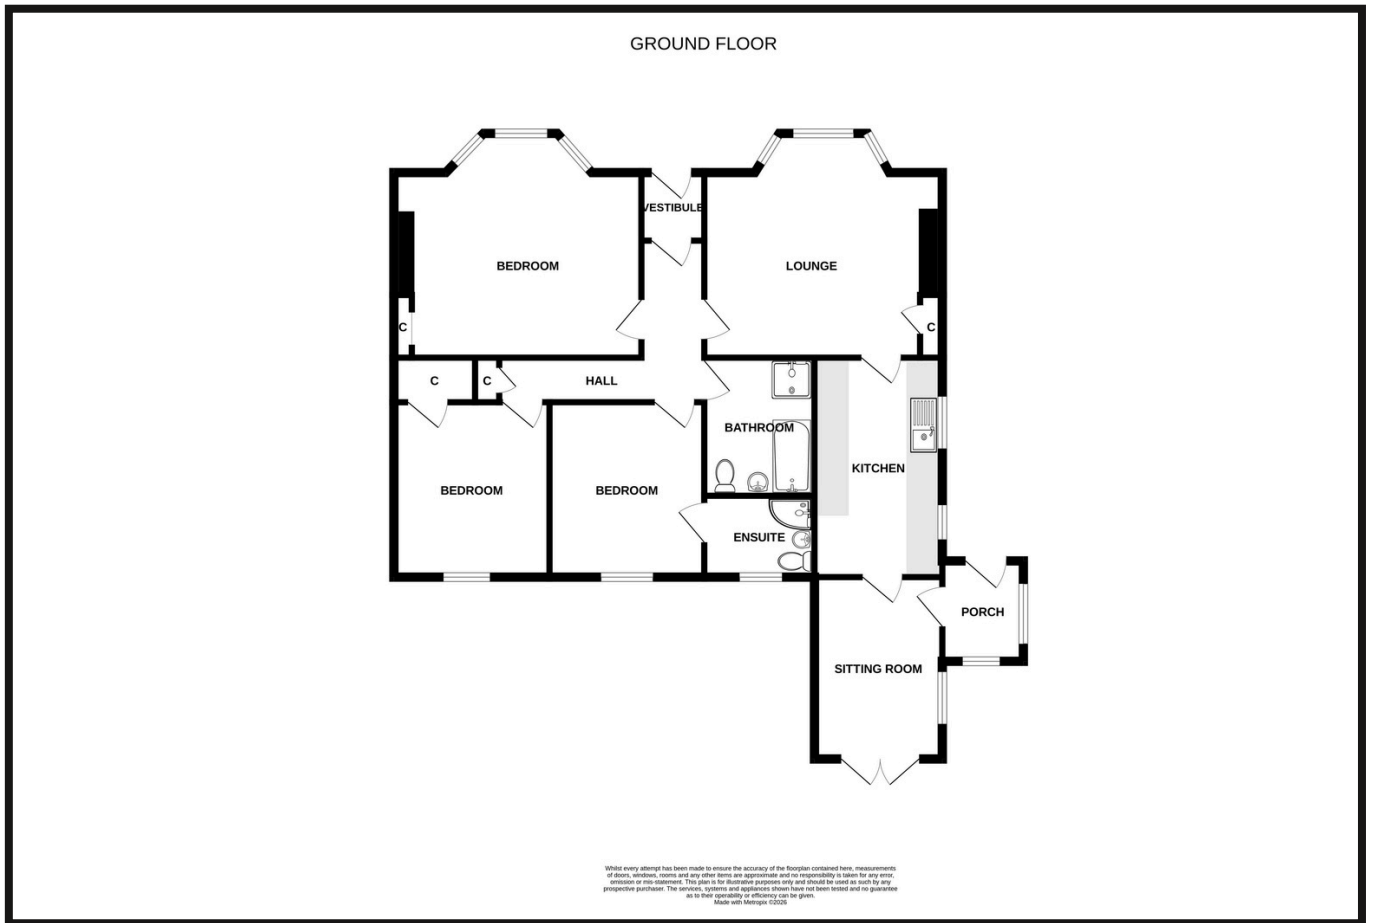 GROUND FLOOR
VESTIBULE
BEDROOM
LOUNGE
C
C
C
C
HALL
BATHROOM
KITCHEN
BEDROOM
BEDROOM
ENSUITE
PORCH
SITTING ROOM
Whilst every attempt has been made to ensure the accuracy of the floorplan contained here, measurements
of doors, windows, rooms and any other items are approximate and no responsibility is taken for any error,
omission or mis-statement. This plan is for illustrative purposes only and should be used as such by any
prospective purchaser. The services, systems and appliances shown have not been tested and no guarantee
as to their operability or efficiency can be given.
Made with Metropix ©2026